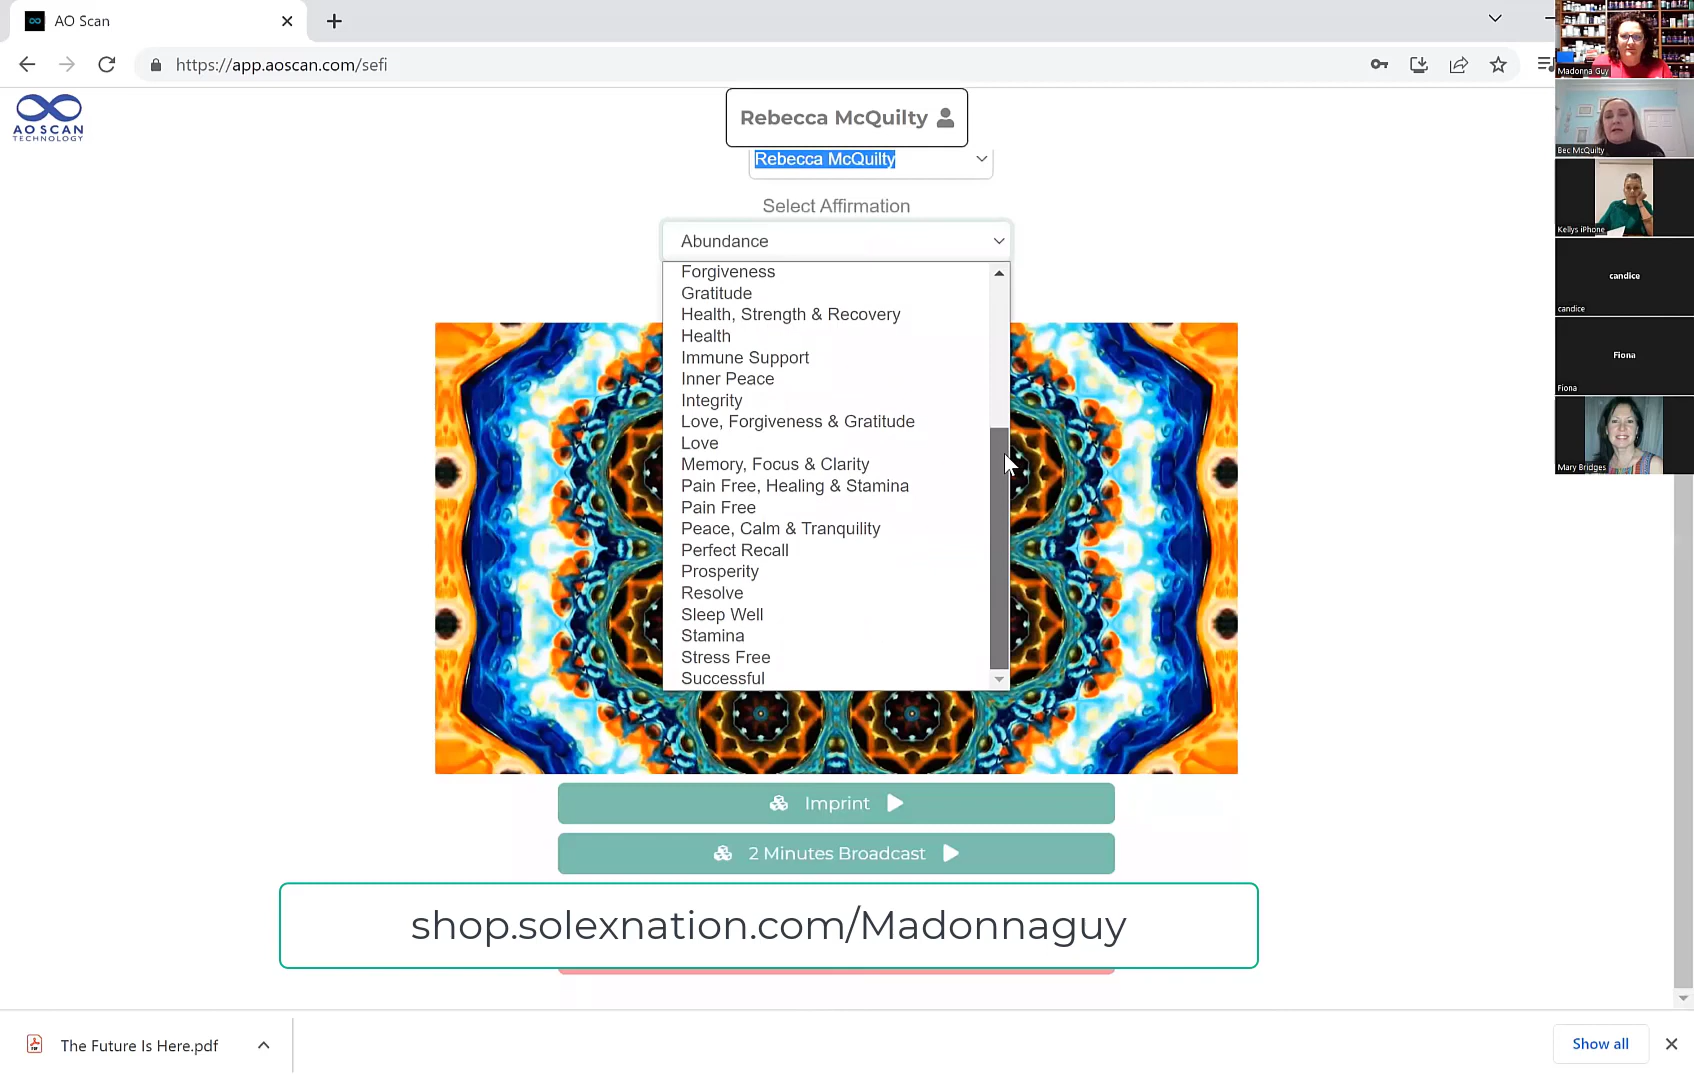 AO Scan
https://app.aoscan.com/sefi
AO SCAN
TECHNOLOGY
Rebecca McQuilty
Rebecca McQuilty
Select Affirmation
Abundance
Forgiveness
Gratitude
Health, Strength & Recovery
Health
Immune Support
Inner Peace
Integrity
Love, Forgiveness & Gratitude
Love
Memory, Focus & Clarity
Pain Free, Healing & Stamina
Pain Free
Peace, Calm & Tranquility
Perfect Recall
Prosperity
Resolve
Sleep Well
Stamina
Stress Free
Successful
Imprint
2 Minutes Broadcast
shop.solexnation.com/Madonnaguy
The Future Is Here.pdf
Show all
Madonna Guy
Bec McQuilty
Kellys iPhone
candice
candice
Fiona
Fiona
Mary Bridges